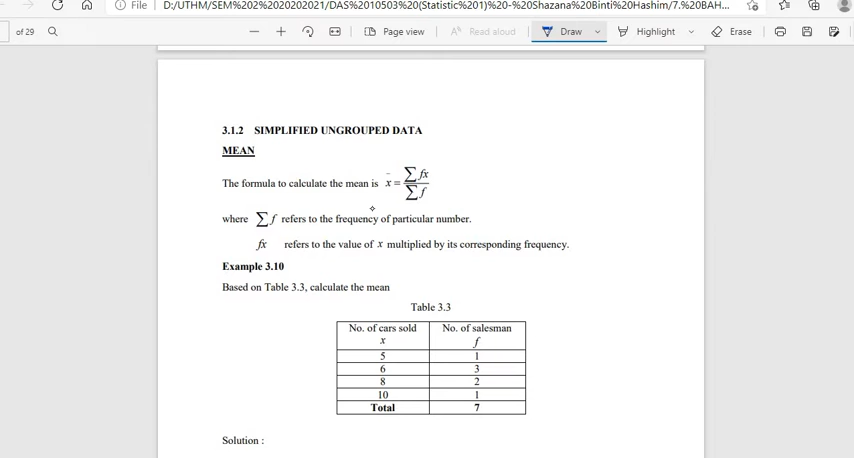 File D:/UTHM/SEM%202%2020202021/DAS%2010503%20(Statistic%201)%20-%20Shazana%20Binti%20Hashim/7.%20BAH...
of 29 Page view Read aloud Draw Highlight Erase
3.1.2 SIMPLIFIED UNGROUPED DATA
MEAN
The formula to calculate the mean is x̄ = ∑fx / ∑f
where ∑f refers to the frequency of particular number.
fx refers to the value of x multiplied by its corresponding frequency.
Example 3.10
Based on Table 3.3, calculate the mean
Table 3.3
No. of cars sold No. of salesman
x f
5 1
6 3
8 2
10 1
Total 7
Solution :